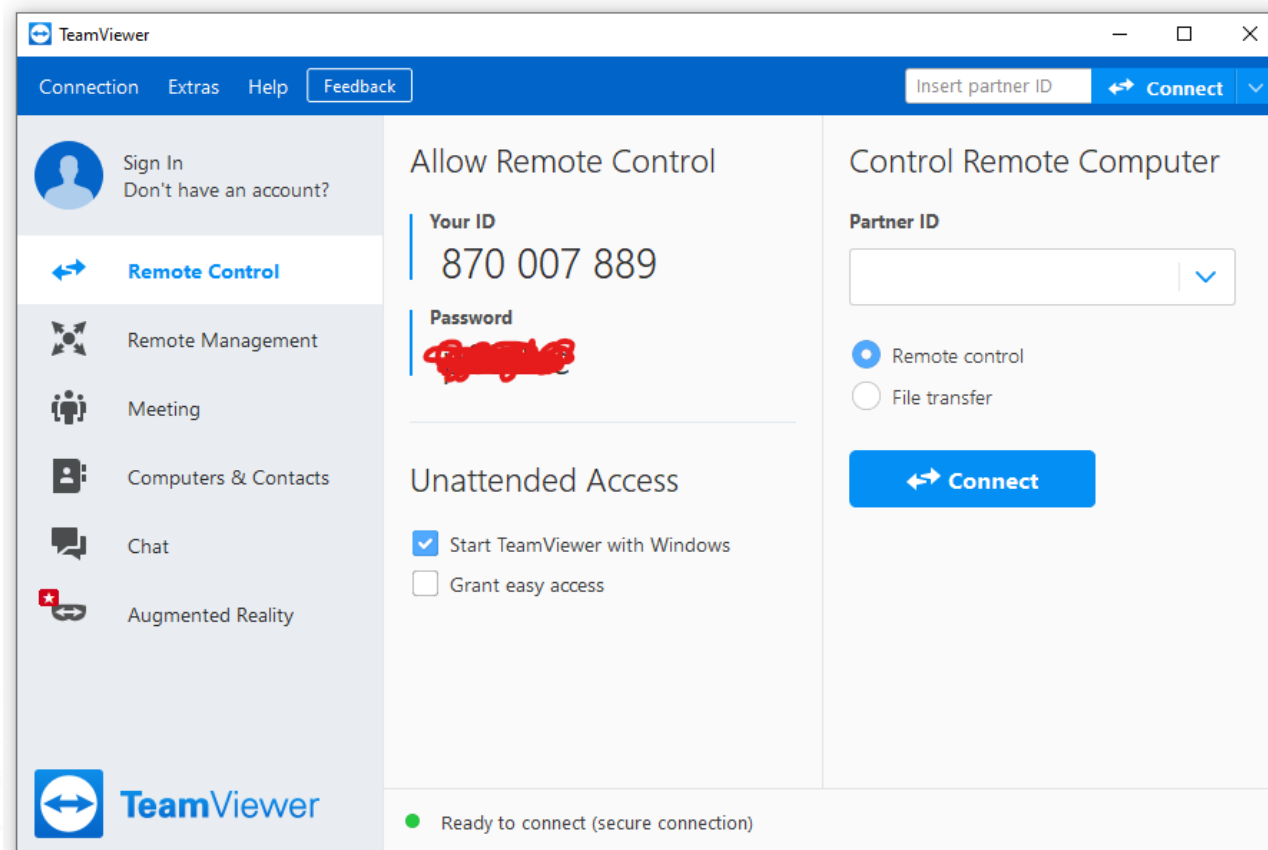 TeamViewer
Connection Extras Help Feedback
Insert partner ID Connect
Sign In
Don't have an account?
Remote Control
Remote Management
Meeting
Computers & Contacts
Chat
Augmented Reality
TeamViewer
Allow Remote Control
Your ID
870 007 889
Password
Unattended Access
Start TeamViewer with Windows
Grant easy access
Control Remote Computer
Partner ID
Remote control
File transfer
Connect
Ready to connect (secure connection)